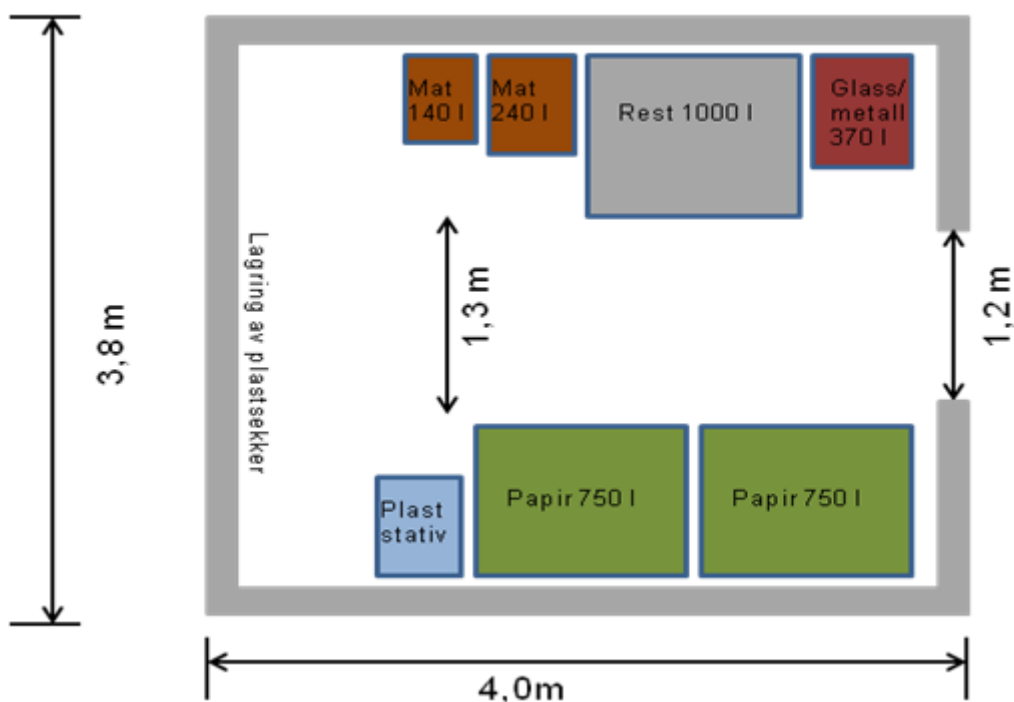 Mat
140 l
Mat
240 l
Rest 1000 l
Glass/
metall
370 l
Lagring av plastsekker
3,8 m
1,3 m
1,2 m
Plast
stativ
Papir 750 l
Papir 750 l
4,0m